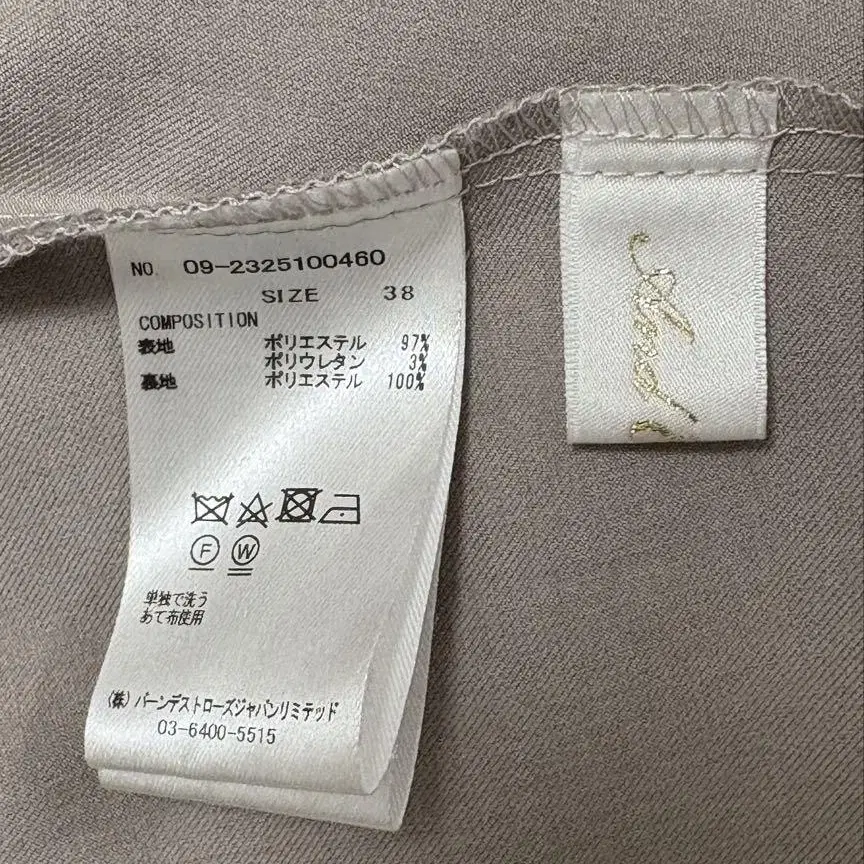 NO. 09-2325100460
SIZE 38
COMPOSITION
表地 ポリエステル 97%
ポリウレタン 3%
裏地 ポリエステル 100%
F W
単独で洗う
あて布使用
(株)バーンデストローズジャパンリミテッド
03-6400-5515